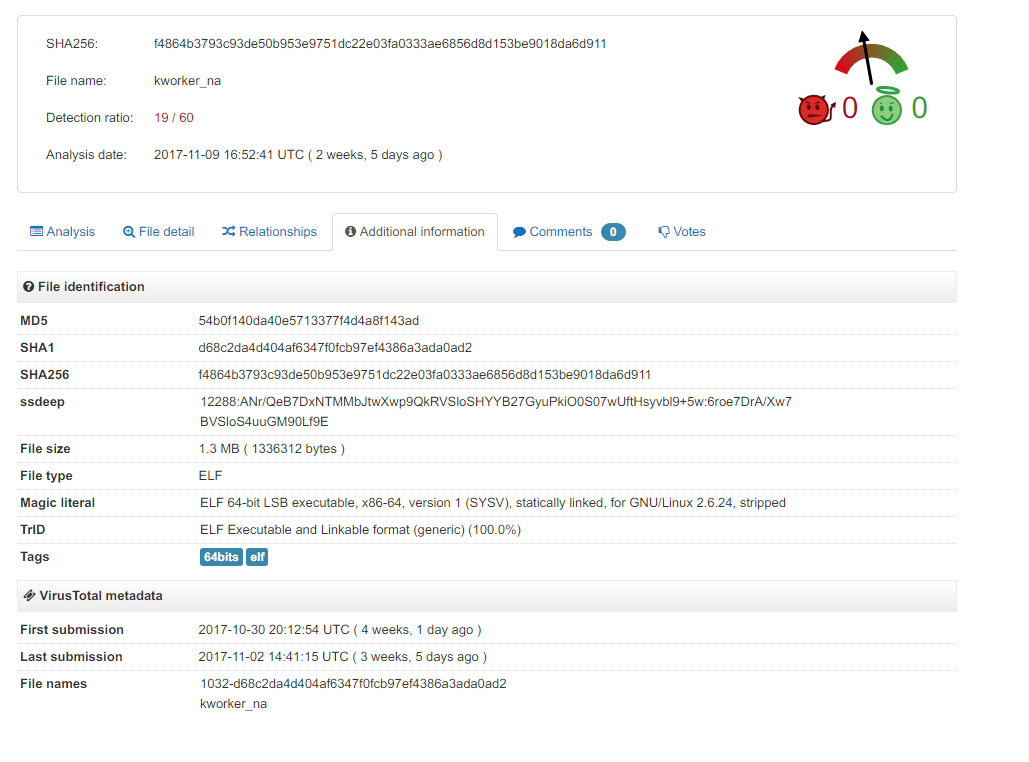 SHA256: f4864b3793c93de50b953e9751dc22e03fa0333ae6856d8d153be9018da6d911
File name: kworker_na
Detection ratio: 19 / 60
Analysis date: 2017-11-09 16:52:41 UTC ( 2 weeks, 5 days ago )
0 0
Analysis File detail Relationships Additional information Comments 0 Votes
File identification
MD5 54b0f140da40e5713377f4d4a8f143ad
SHA1 d68c2da4d404af6347f0fcb97ef4386a3ada0ad2
SHA256 f4864b3793c93de50b953e9751dc22e03fa0333ae6856d8d153be9018da6d911
ssdeep 12288:ANr/QeB7DxNTMMbJtwXwp9QkRVSloSHYYB27GyuPkiO0S07wUftHsyvbl9+5w:6roe7DrA/Xw7
BVSloS4uuGM90Lf9E
File size 1.3 MB ( 1336312 bytes )
File type ELF
Magic literal ELF 64-bit LSB executable, x86-64, version 1 (SYSV), statically linked, for GNU/Linux 2.6.24, stripped
TrID ELF Executable and Linkable format (generic) (100.0%)
Tags 64bits elf
VirusTotal metadata
First submission 2017-10-30 20:12:54 UTC ( 4 weeks, 1 day ago )
Last submission 2017-11-02 14:41:15 UTC ( 3 weeks, 5 days ago )
File names 1032-d68c2da4d404af6347f0fcb97ef4386a3ada0ad2
kworker_na